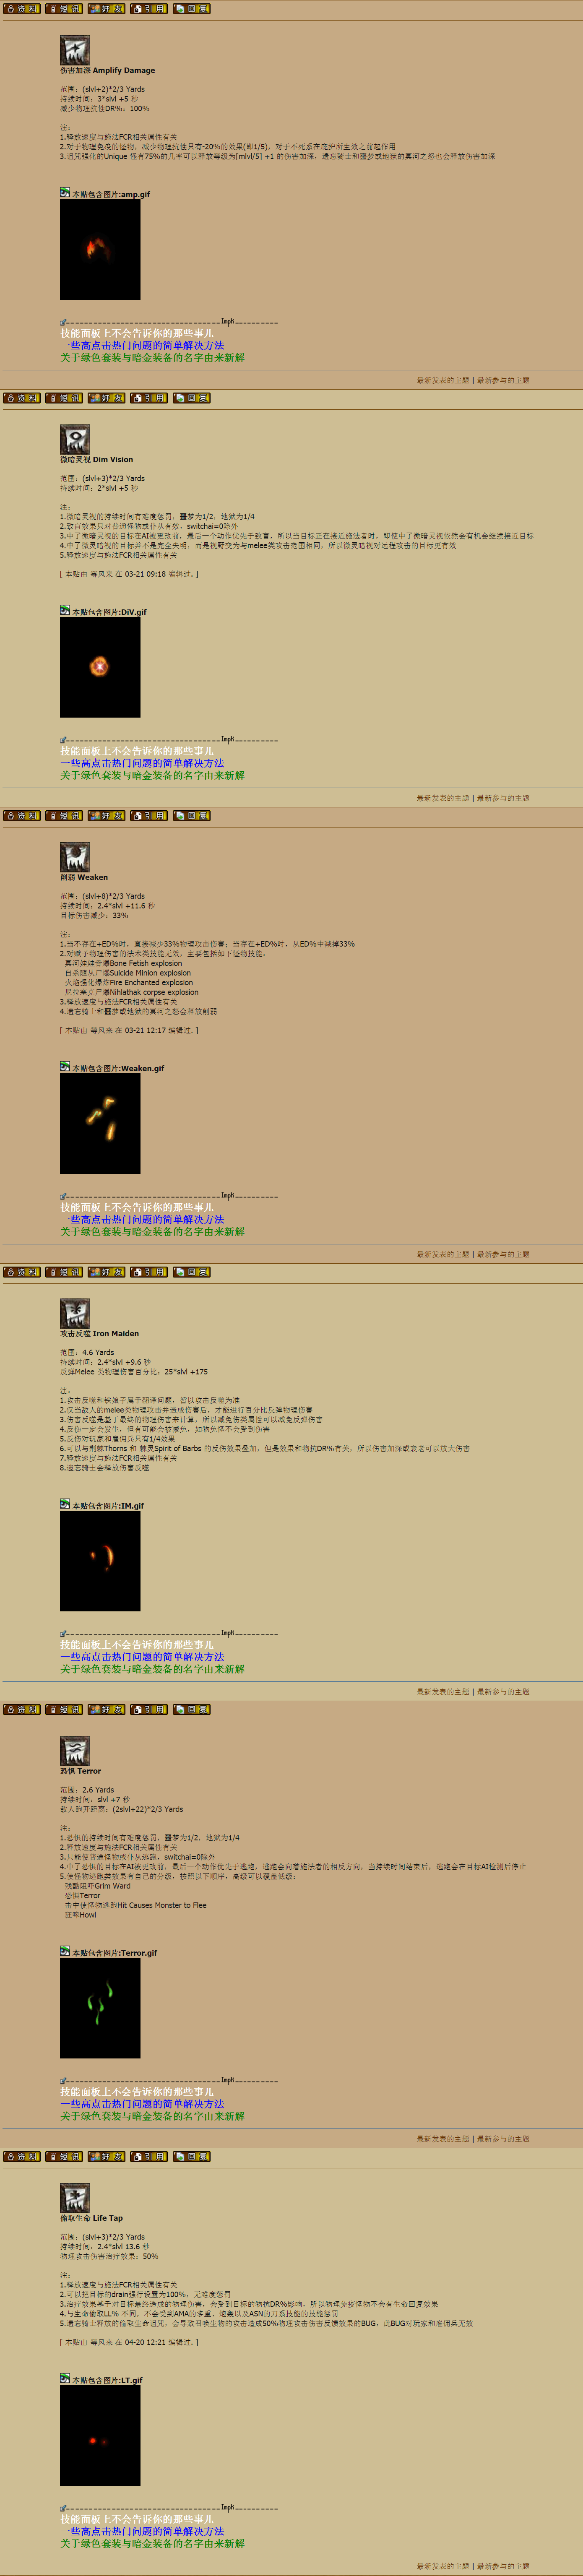 资料 短讯 好友 引用 回复
伤害加深 Amplify Damage
范围：(slvl+2)*2/3 Yards
持续时间：3*slvl +5 秒
减少物理抗性DR%：100%
注：
1.释放速度与施法FCR相关属性有关
2.对于物理免疫的怪物，减少物理抗性只有-20%的效果(即1/5)，对于不死系在庇护所生效之前起作用
3.诅咒强化的Unique 怪有75%的几率可以释放等级为[mlvl/5] +1 的伤害加深，遗忘骑士和噩梦或地狱的冥河之怒也会释放伤害加深
本贴包含图片:amp.gif
ImpK
技能面板上不会告诉你的那些事儿
一些高点击热门问题的简单解决方法
关于绿色套装与暗金装备的名字由来新解
最新发表的主题 | 最新参与的主题
资料 短讯 好友 引用 回复
微暗灵视 Dim Vision
范围：(slvl+3)*2/3 Yards
持续时间：2*slvl +5 秒
注：
1.微暗灵视的持续时间有难度惩罚，噩梦为1/2，地狱为1/4
2.致盲效果只对普通怪物或仆从有效，switchai=0除外
3.中了微暗灵视的目标在AI被更改前，最后一个动作优先于致盲，所以当目标正在接近施法者时，即使中了微暗灵视依然会有机会继续接近目标
4.中了微灵暗视的目标并不是完全失明，而是视野变为与melee类攻击范围相同，所以微灵暗视对远程攻击的目标更有效
5.释放速度与施法FCR相关属性有关
[ 本贴由 等风来 在 03-21 09:18 编辑过. ]
本贴包含图片:DiV.gif
ImpK
技能面板上不会告诉你的那些事儿
一些高点击热门问题的简单解决方法
关于绿色套装与暗金装备的名字由来新解
最新发表的主题 | 最新参与的主题
资料 短讯 好友 引用 回复
削弱 Weaken
范围：(slvl+8)*2/3 Yards
持续时间：2.4*slvl +11.6 秒
目标伤害减少：33%
注：
1.当不存在+ED%时，直接减少33%物理攻击伤害；当存在+ED%时，从ED%中减掉33%
2.对赋予物理伤害的法术类技能无效，主要包括如下怪物技能：
冥河娃娃骨爆Bone Fetish explosion
自杀随从尸爆Suicide Minion explosion
火焰强化爆炸Fire Enchanted explosion
尼拉塞克尸爆Nihlathak corpse explosion
3.释放速度与施法FCR相关属性有关
4.遗忘骑士和噩梦或地狱的冥河之怒会释放削弱
[ 本贴由 等风来 在 03-21 12:17 编辑过. ]
本贴包含图片:Weaken.gif
ImpK
技能面板上不会告诉你的那些事儿
一些高点击热门问题的简单解决方法
关于绿色套装与暗金装备的名字由来新解
最新发表的主题 | 最新参与的主题
资料 短讯 好友 引用 回复
攻击反噬 Iron Maiden
范围：4.6 Yards
持续时间：2.4*slvl +9.6 秒
反弹Melee 类物理伤害百分比：25*slvl +175
注：
1.攻击反噬和铁娘子属于翻译问题，暂以攻击反噬为准
2.仅当敌人的melee类物理攻击并造成伤害后，才能进行百分比反弹物理伤害
3.伤害反噬是基于最终的物理伤害来计算，所以减免伤类属性可以减免反弹伤害
4.反伤一定会发生，但有可能会被减免，如物免怪不会受到伤害
5.反伤对玩家和雇佣兵只有1/4效果
6.可以与荆棘Thorns 和 棘灵Spirit of Barbs 的反伤效果叠加，但是效果和物抗DR%有关，所以伤害加深或衰老可以放大伤害
7.释放速度与施法FCR相关属性有关
8.遗忘骑士会释放伤害反噬
本贴包含图片:IM.gif
ImpK
技能面板上不会告诉你的那些事儿
一些高点击热门问题的简单解决方法
关于绿色套装与暗金装备的名字由来新解
最新发表的主题 | 最新参与的主题
资料 短讯 好友 引用 回复
恐惧 Terror
范围：2.6 Yards
持续时间：slvl +7 秒
敌人跑开距离：(2slvl+22)*2/3 Yards
注：
1.恐惧的持续时间有难度惩罚，噩梦为1/2，地狱为1/4
2.释放速度与施法FCR相关属性有关
3.只能使普通怪物或仆从逃跑，switchai=0除外
4.中了恐惧的目标在AI被更改前，最后一个动作优先于逃跑，逃跑会向着施法者的相反方向，当持续时间结束后，逃跑会在目标AI检测后停止
5.使怪物逃跑类效果有自己的分级，按照以下顺序，高级可以覆盖低级：
残酷阻吓Grim Ward
恐惧Terror
击中使怪物逃跑Hit Causes Monster to Flee
狂嗥Howl
本贴包含图片:Terror.gif
ImpK
技能面板上不会告诉你的那些事儿
一些高点击热门问题的简单解决方法
关于绿色套装与暗金装备的名字由来新解
最新发表的主题 | 最新参与的主题
资料 短讯 好友 引用 回复
偷取生命 Life Tap
范围：(slvl+3)*2/3 Yards
持续时间：2.4*slvl 13.6 秒
物理攻击伤害治疗效果：50%
注：
1.释放速度与施法FCR相关属性有关
2.可以把目标的drain强行设置为100%，无难度惩罚
3.治疗效果基于对目标最终造成的物理伤害，会受到目标的物抗DR%影响，所以物理免疫怪物不会有生命回复效果
4.与生命偷取LL% 不同，不会受到AMA的多重、炮轰以及ASN的刀系技能的技能惩罚
5.遗忘骑士释放的偷取生命诅咒，会导致召唤生物的攻击造成50%物理攻击伤害反馈效果的BUG，此BUG对玩家和雇佣兵无效
[ 本贴由 等风来 在 04-20 12:21 编辑过. ]
本贴包含图片:LT.gif
ImpK
技能面板上不会告诉你的那些事儿
一些高点击热门问题的简单解决方法
关于绿色套装与暗金装备的名字由来新解
最新发表的主题 | 最新参与的主题